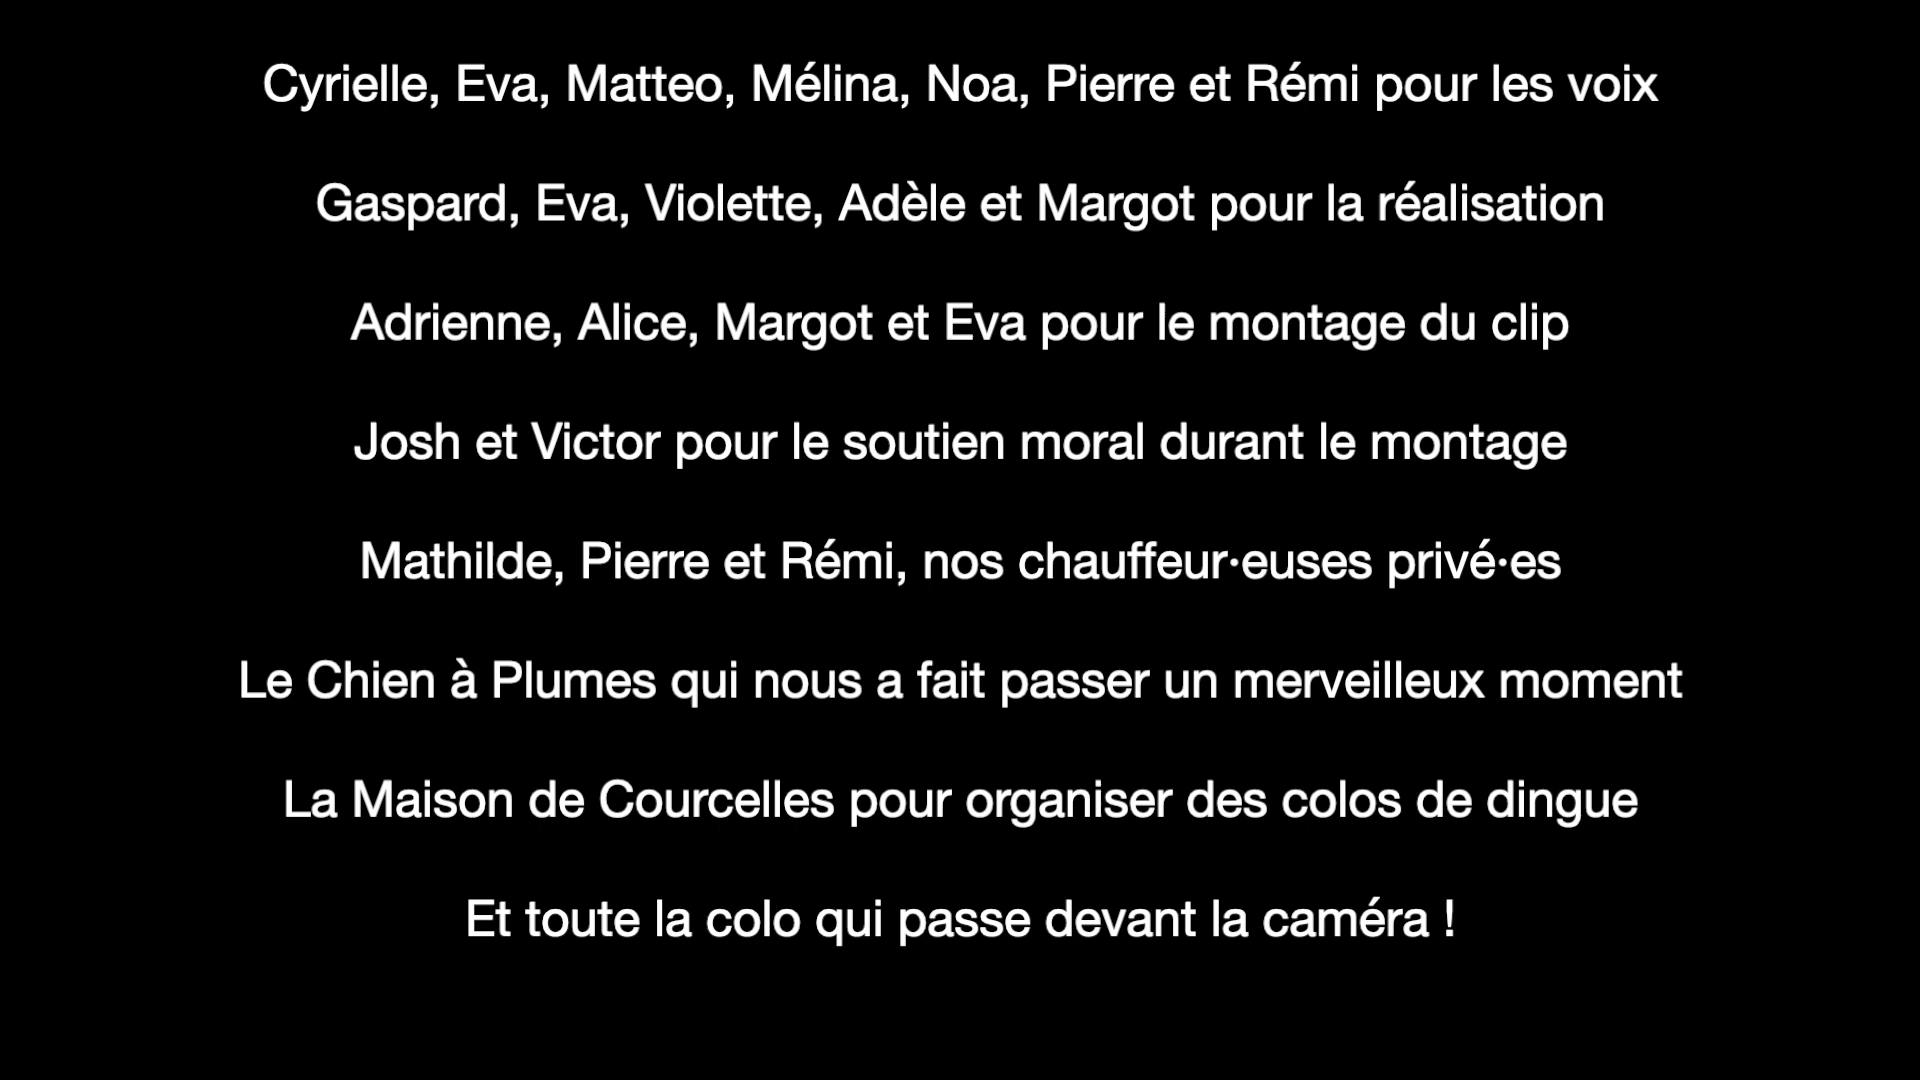 Cyrielle, Eva, Matteo, Mélina, Noa, Pierre et Rémi pour les voix
Gaspard, Eva, Violette, Adèle et Margot pour la réalisation
Adrienne, Alice, Margot et Eva pour le montage du clip
Josh et Victor pour le soutien moral durant le montage
Mathilde, Pierre et Rémi, nos chauffeur·euses privé·es
Le Chien à Plumes qui nous a fait passer un merveilleux moment
La Maison de Courcelles pour organiser des colos de dingue
Et toute la colo qui passe devant la caméra !